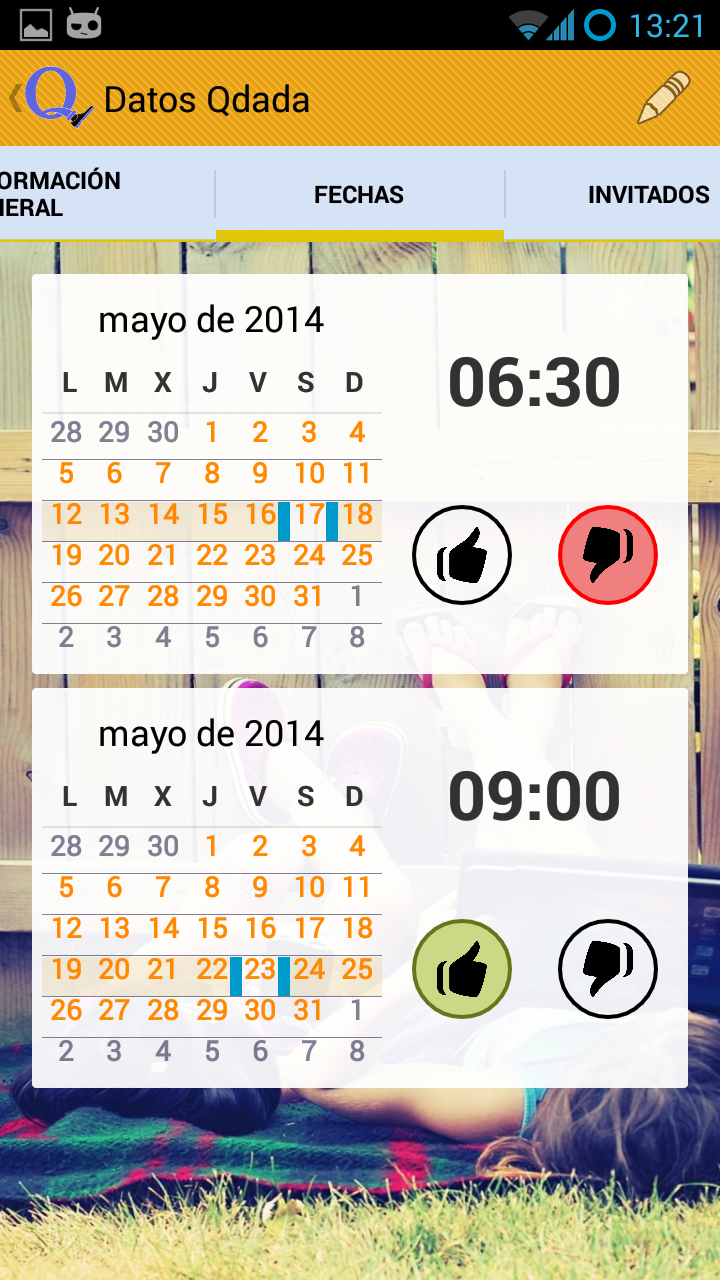 13:21
Q Datos Qdada
ORMACIÓN
IERAL
FECHAS
INVITADOS
mayo de 2014
L M X J V S D
28 29 30 1 2 3 4
5 6 7 8 9 10 11
12 13 14 15 16 17 18
19 20 21 22 23 24 25
26 27 28 29 30 31 1
2 3 4 5 6 7 8
06:30
mayo de 2014
L M X J V S D
28 29 30 1 2 3 4
5 6 7 8 9 10 11
12 13 14 15 16 17 18
19 20 21 22 23 24 25
26 27 28 29 30 31 1
2 3 4 5 6 7 8
09:00